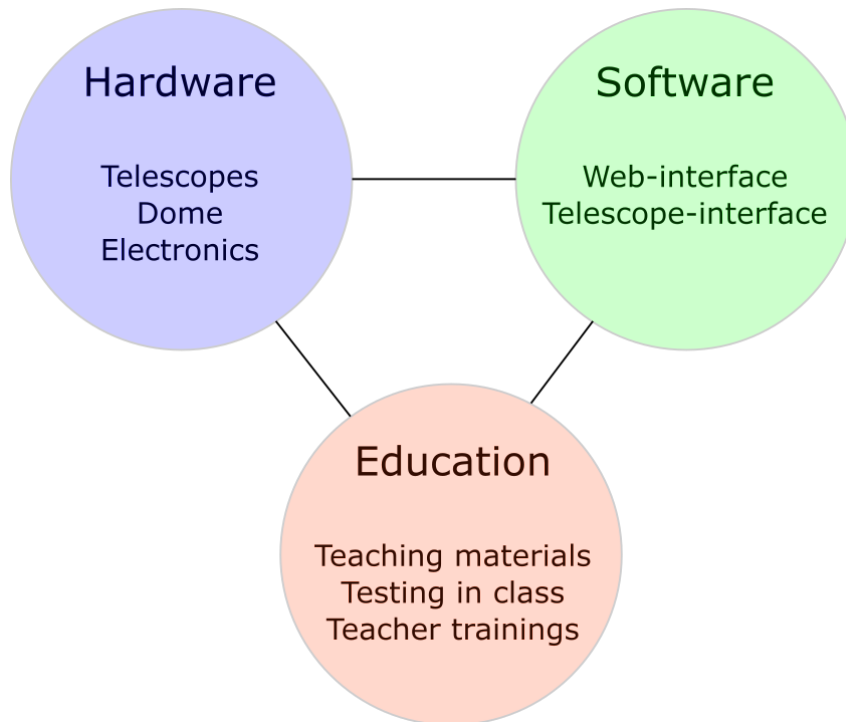 Hardware
Telescopes
Dome
Electronics
Software
Web-interface
Telescope-interface
Education
Teaching materials
Testing in class
Teacher trainings